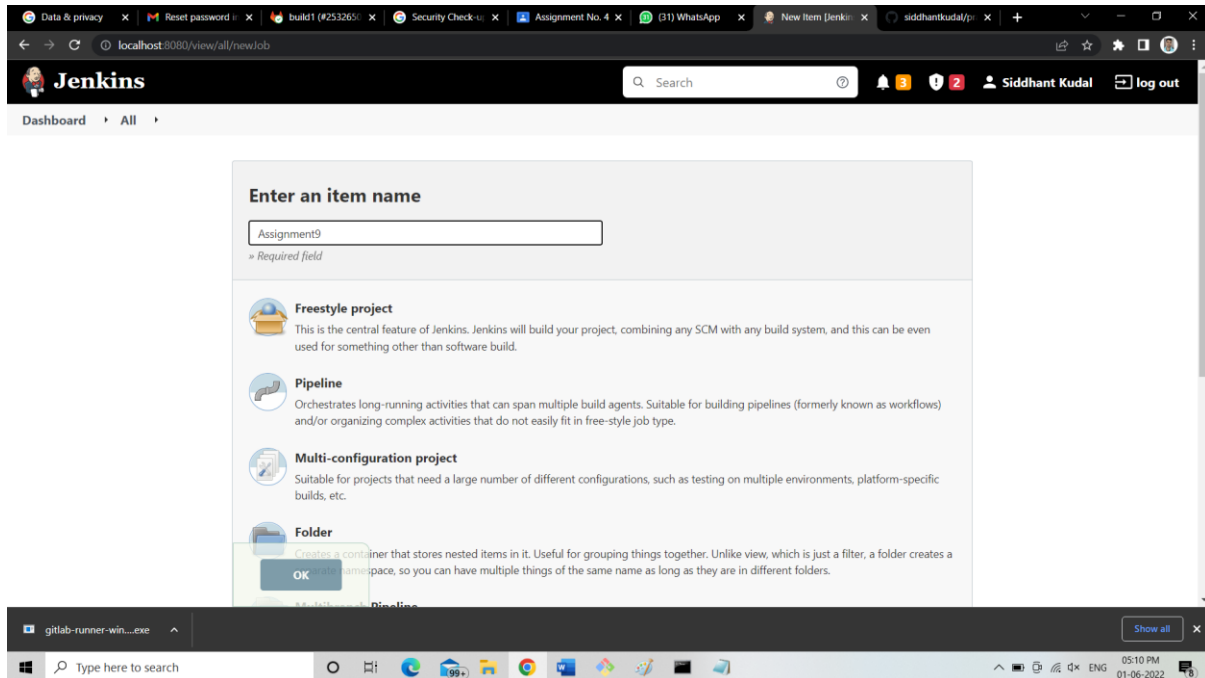 Data & privacy
Reset password in
build1 (#2532650
Security Check-u
Assignment No. 4
(31) WhatsApp
New Item [Jenkin
siddhantkudal/pr
localhost:8080/view/all/newJob
Jenkins
Search
3
2
Siddhant Kudal
log out
Dashboard
All
Enter an item name
Assignment9
» Required field
Freestyle project
This is the central feature of Jenkins. Jenkins will build your project, combining any SCM with any build system, and this can be even
used for something other than software build.
Pipeline
Orchestrates long-running activities that can span multiple build agents. Suitable for building pipelines (formerly known as workflows)
and/or organizing complex activities that do not easily fit in free-style job type.
Multi-configuration project
Suitable for projects that need a large number of different configurations, such as testing on multiple environments, platform-specific
builds, etc.
Folder
Creates a container that stores nested items in it. Useful for grouping things together. Unlike view, which is just a filter, a folder creates a
separate namespace, so you can have multiple things of the same name as long as they are in different folders.
OK
Multibranch Pipeline
gitlab-runner-win....exe
Show all
Type here to search
99+
ENG
05:10 PM
01-06-2022
8